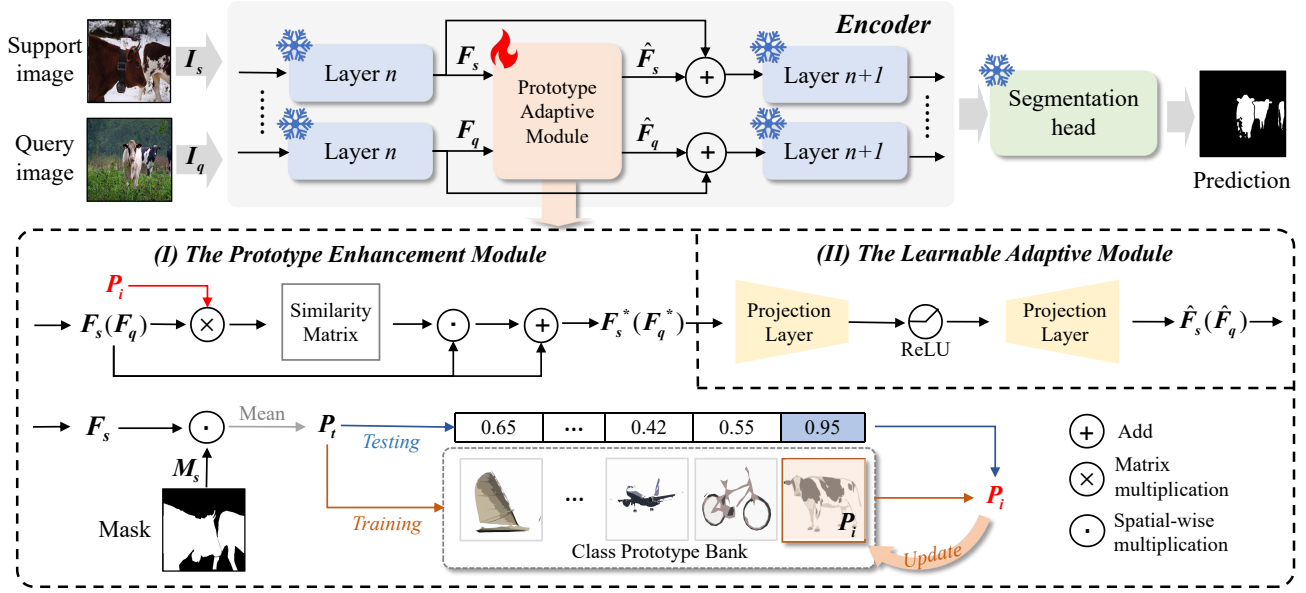 Support
image
I_s
Layer n
F_s
Prototype
Adaptive
Module
F̂_s
+
Encoder
Layer n+1
Segmentation
head
Query
image
I_q
Layer n
F_q
F̂_q
+
Layer n+1
Prediction
(I) The Prototype Enhancement Module
(II) The Learnable Adaptive Module
P_i
F_s(F_q)
×
Similarity
Matrix
·
+
F_s*(F_q*)
Projection
Layer
ReLU
Projection
Layer
F̂_s(F̂_q)
F_s
·
Mean
P_t
Testing
0.65 ... 0.42 0.55 0.95
M_s
Mask
Training
...
P_i
Class Prototype Bank
P_i
Update
+ Add
× Matrix
multiplication
· Spatial-wise
multiplication